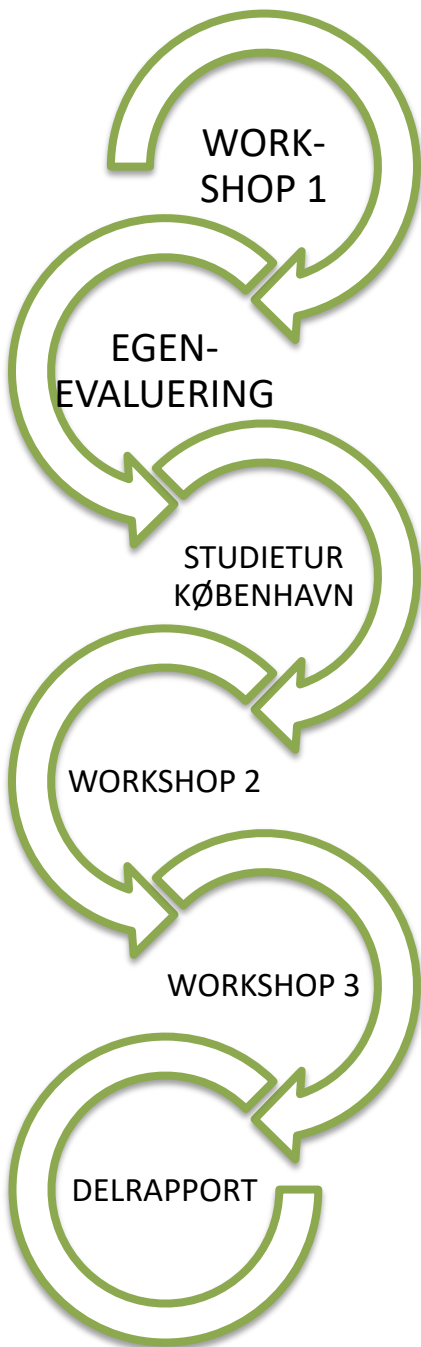 WORK-
SHOP 1
EGEN-
EVALUERING
STUDIETUR
KØBENHAVN
WORKSHOP 2
WORKSHOP 3
DELRAPPORT